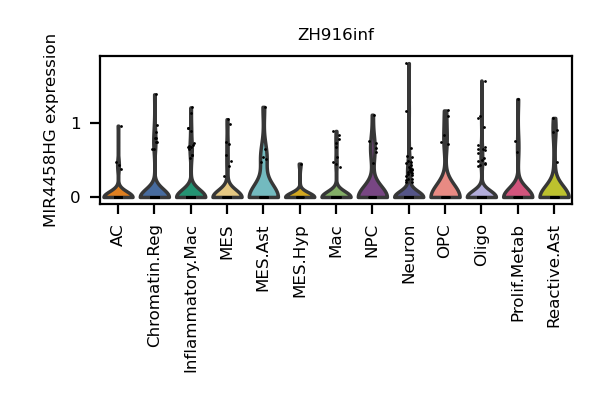 ZH916inf
MIR4458HG expression
1
0
AC
Chromatin.Reg
Inflammatory.Mac
MES
MES.Ast
MES.Hyp
Mac
NPC
Neuron
OPC
Oligo
Prolif.Metab
Reactive.Ast